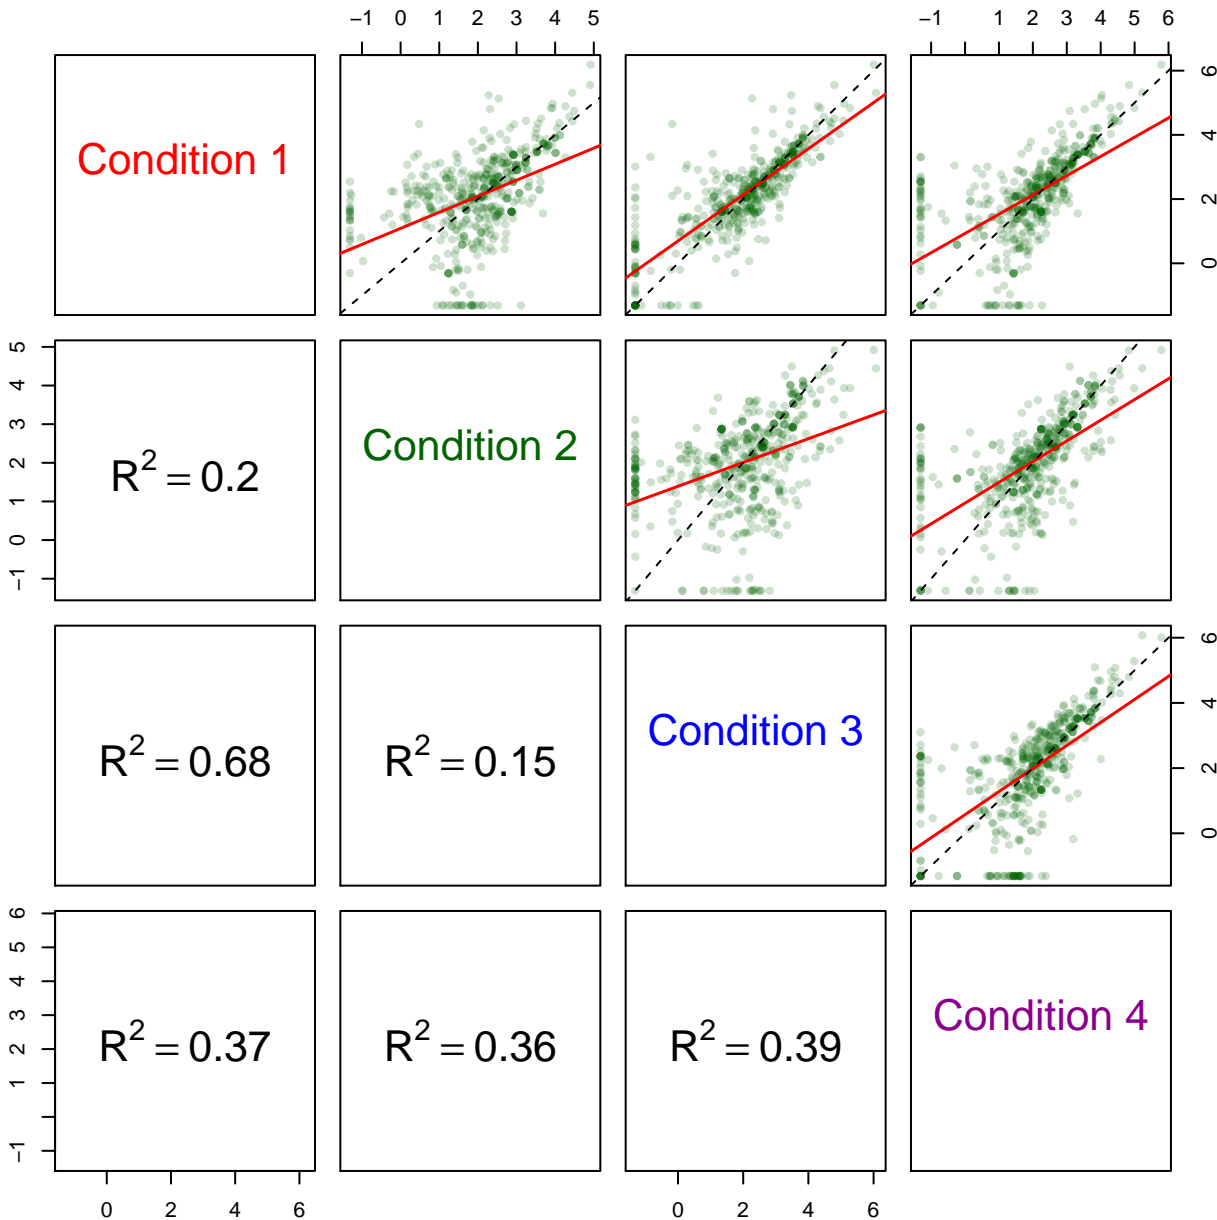 −1 0 2 3 4 5
−1 1 2 3 4 5 6
Condition 1
0 2 4 6
−1 0 1 2 3 4 5
R² = 0.2
Condition 2
R² = 0.68
R² = 0.15
Condition 3
0 2 4 6
−1 1 2 3 4 5 6
R² = 0.37
R² = 0.36
R² = 0.39
Condition 4
0 2 4 6
0 2 4 6